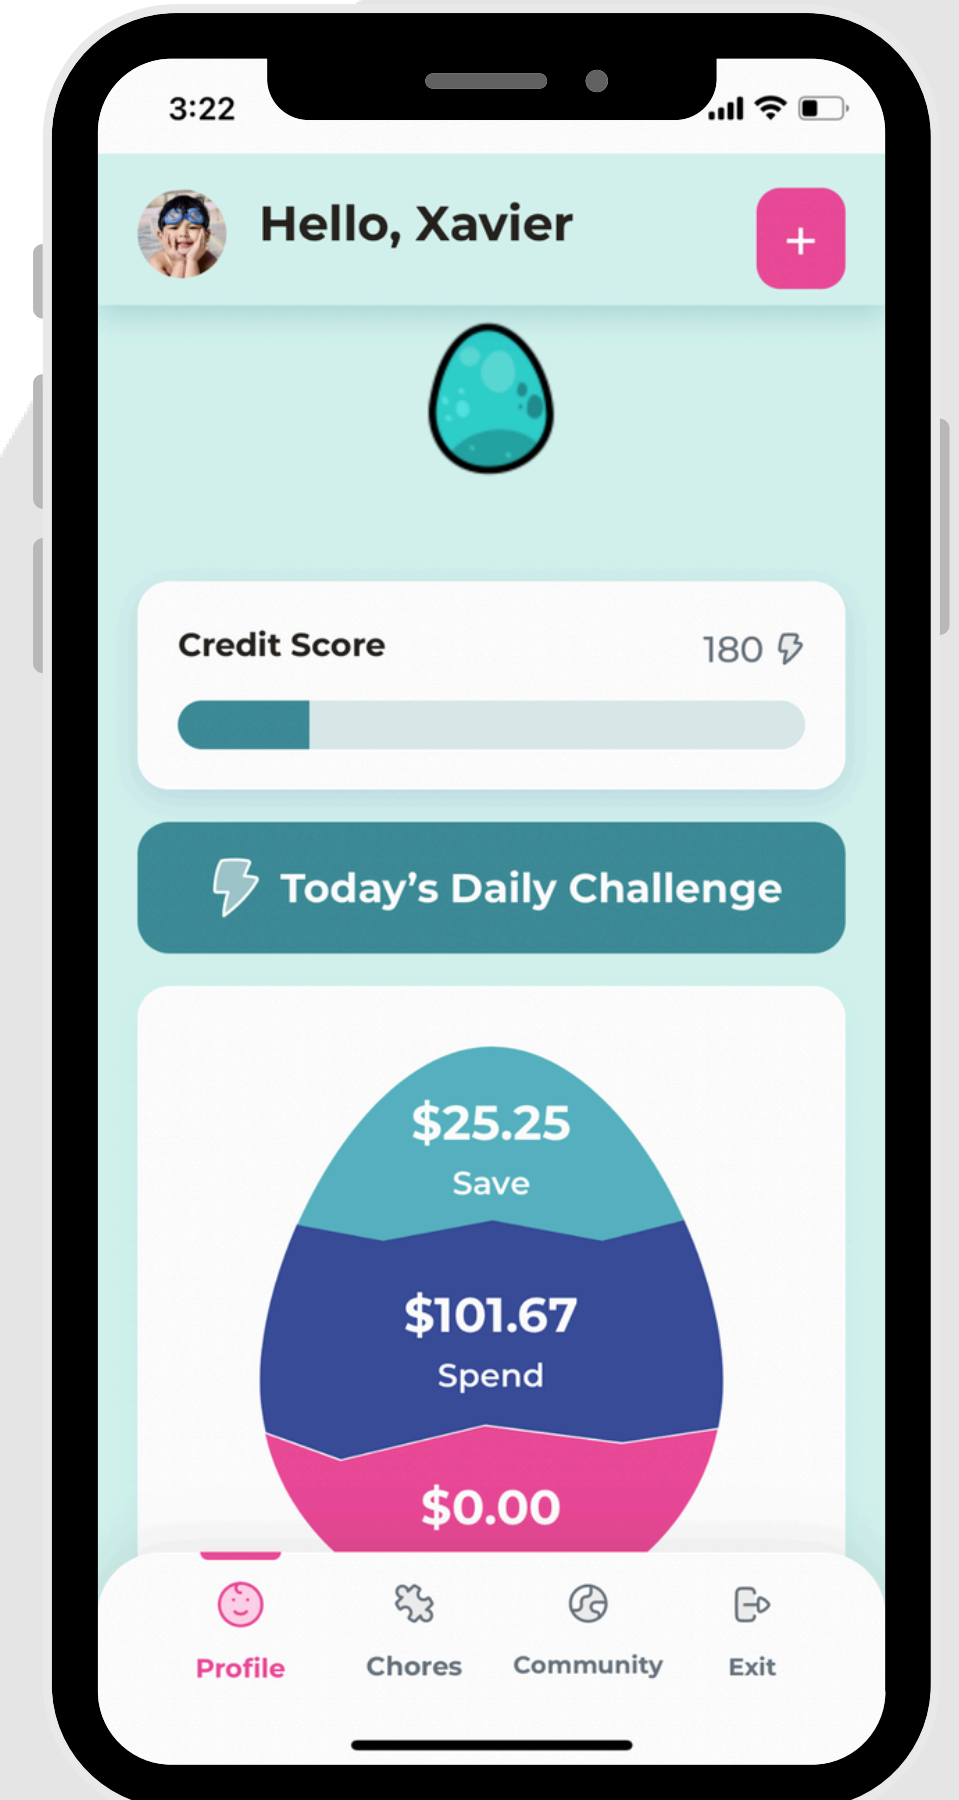 3:22
Hello, Xavier
+
Credit Score
180
Today's Daily Challenge
$25.25
Save
$101.67
Spend
$0.00
Profile
Chores
Community
Exit